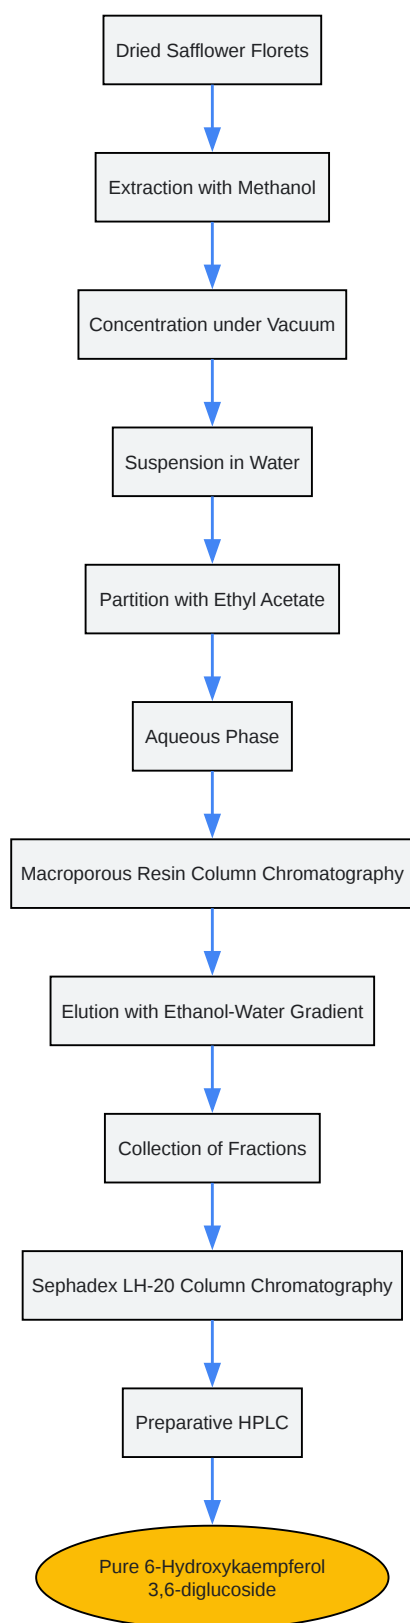 Dried Safflower Florets
Extraction with Methanol
Concentration under Vacuum
Suspension in Water
Partition with Ethyl Acetate
Aqueous Phase
Macroporous Resin Column Chromatography
Elution with Ethanol-Water Gradient
Collection of Fractions
Sephadex LH-20 Column Chromatography
Preparative HPLC
Pure 6-Hydroxykaempferol
3,6-diglucoside